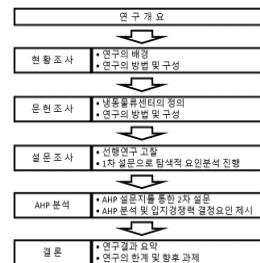 연 구 개 요
현 황 조 사
• 연구의 배경
• 연구의 방법 및 구성
문 헌 조 사
• 냉동물류센터의 정의
• 연구의 방법 및 구성
설 문 조 사
• 선행연구 고찰
• 1차 설문으로 탐색적 요인분석 진행
AHP 분석
• AHP 설문지를 통한 2차 설문
• AHP 분석 및 입지경쟁력 결정요인 제시
결 론
• 연구결과 요약
• 연구의 한계 및 향후 과제